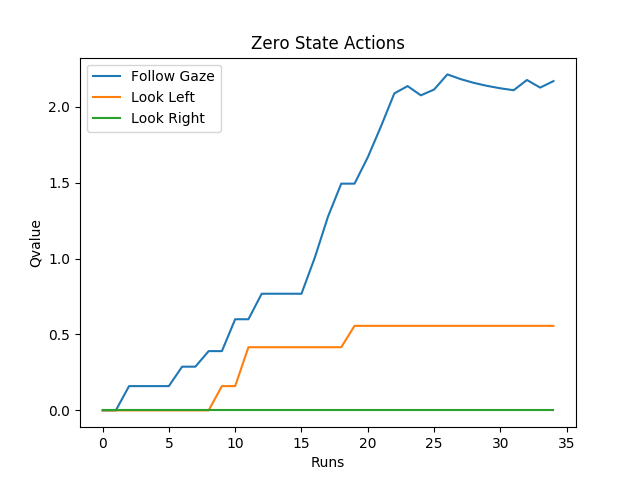 Zero State Actions
Follow Gaze
Look Left
Look Right
2.0
1.5
1.0
0.5
0.0
Qvalue
0 5 10 15 20 25 30 35
Runs